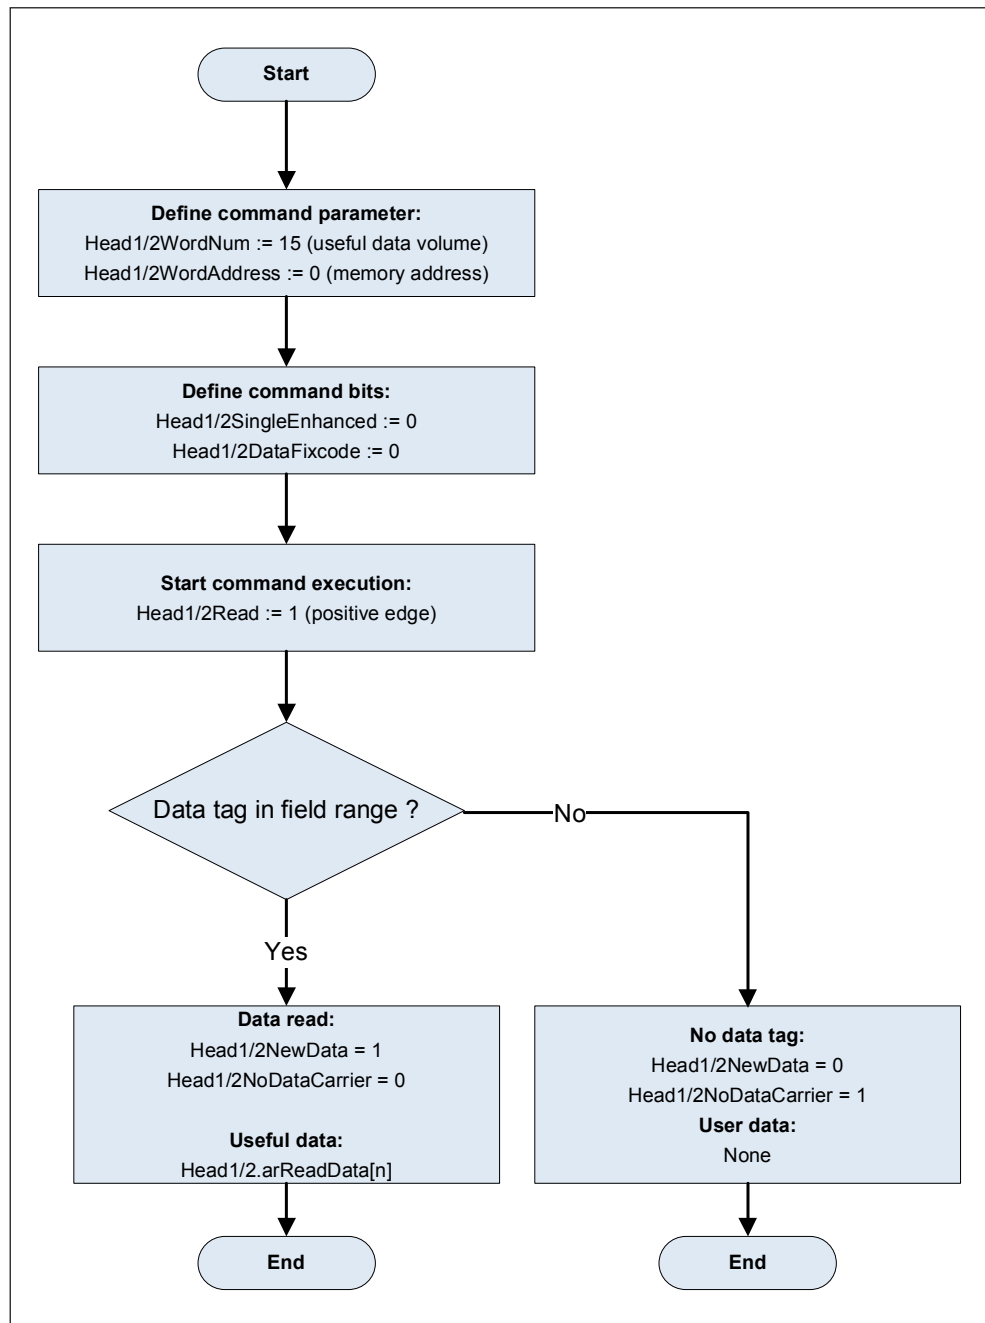 Start
Define command parameter:
Head1/2WordNum := 15 (useful data volume)
Head1/2WordAddress := 0 (memory address)
Define command bits:
Head1/2SingleEnhanced := 0
Head1/2DataFixcode := 0
Start command execution:
Head1/2Read := 1 (positive edge)
Data tag in field range ?
No
Yes
Data read:
Head1/2NewData = 1
Head1/2NoDataCarrier = 0
Useful data:
Head1/2.arReadData[n]
No data tag:
Head1/2NewData = 0
Head1/2NoDataCarrier = 1
User data:
None
End
End